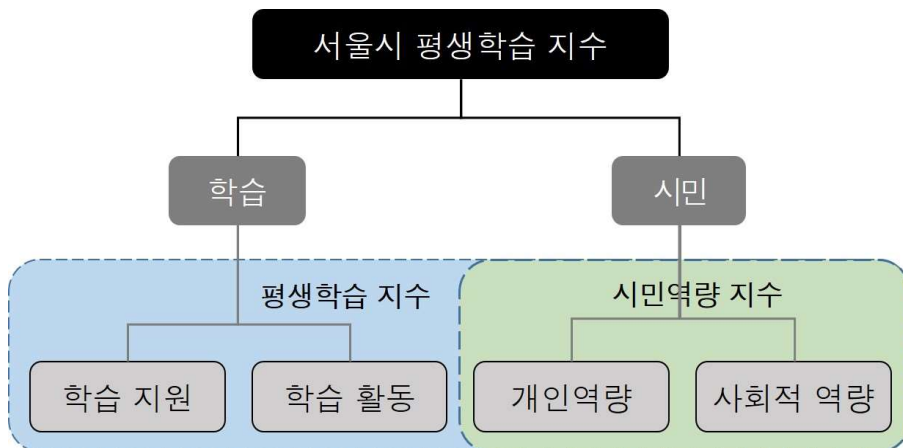 서울시 평생학습 지수
학습
시민
평생학습 지수
시민역량 지수
학습 지원
학습 활동
개인역량
사회적 역량